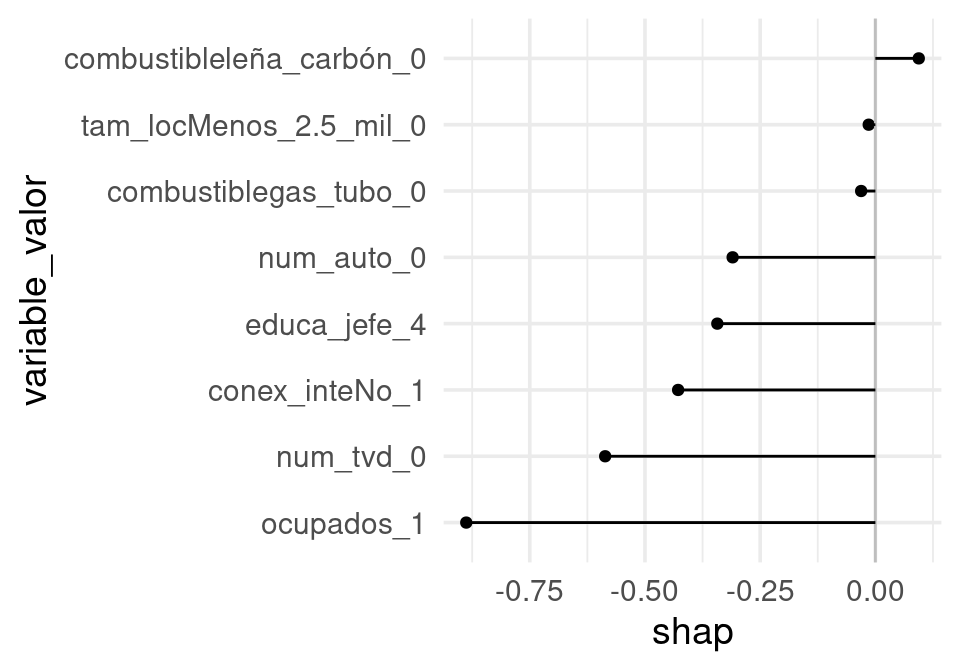 variable_valor
combustibleleña_carbón_0
tam_locMenos_2.5_mil_0
combustiblegas_tubo_0
num_auto_0
educa_jefe_4
conex_inteNo_1
num_tvd_0
ocupados_1
-0.75 -0.50 -0.25 0.00
shap